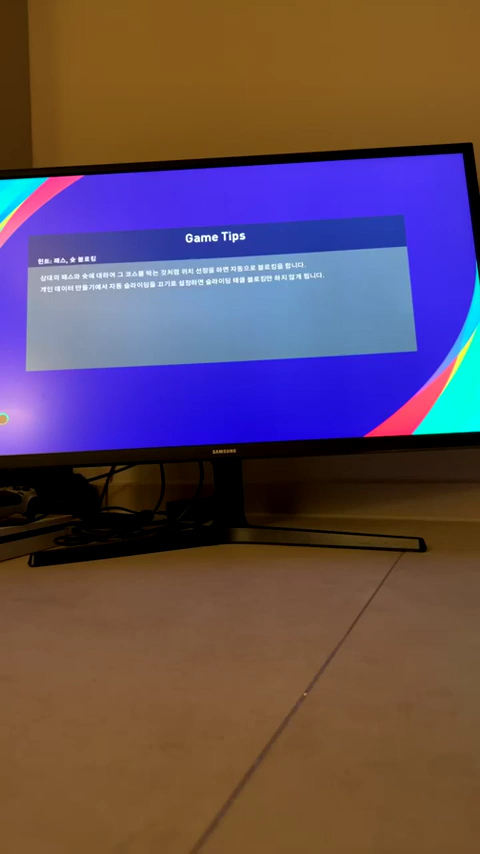 Game Tips
힌트: 패스, 슛 블로킹
상대의 패스와 슛에 대하여 그 코스를 막는 것처럼 위치 선정을 하면 자동으로 블로킹을 합니다.
개인 데이터 만들기에서 자동 슬라이딩을 끄기로 설정하면 슬라이딩 태클 블로킹만 하지 않게 됩니다.
SAMSUNG